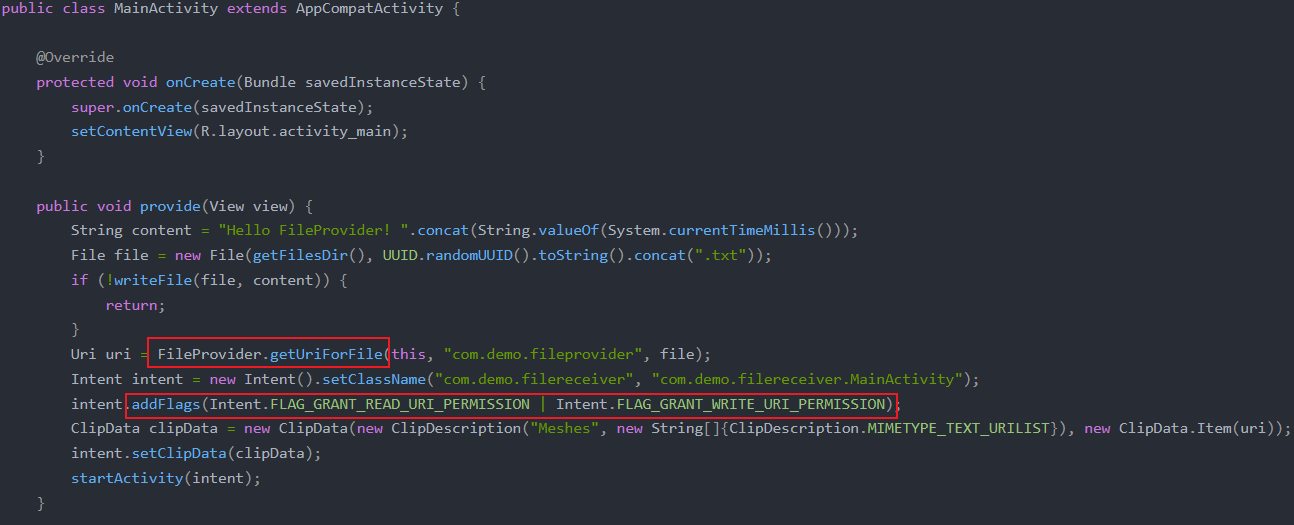 public class MainActivity extends AppCompatActivity {
@Override
protected void onCreate(Bundle savedInstanceState) {
super.onCreate(savedInstanceState);
setContentView(R.layout.activity_main);
}
public void provide(View view) {
String content = "Hello FileProvider! ".concat(String.valueOf(System.currentTimeMillis()));
File file = new File(getFilesDir(), UUID.randomUUID().toString().concat(".txt"));
if (!writeFile(file, content)) {
return;
}
Uri uri = FileProvider.getUriForFile(this, "com.demo.fileprovider", file);
Intent intent = new Intent().setClassName("com.demo.filereceiver", "com.demo.filereceiver.MainActivity");
intent.addFlags(Intent.FLAG_GRANT_READ_URI_PERMISSION | Intent.FLAG_GRANT_WRITE_URI_PERMISSION);
ClipData clipData = new ClipData(new ClipDescription("Meshes", new String[]{ClipDescription.MIMETYPE_TEXT_URILIST}), new ClipData.Item(uri));
intent.setClipData(clipData);
startActivity(intent);
}